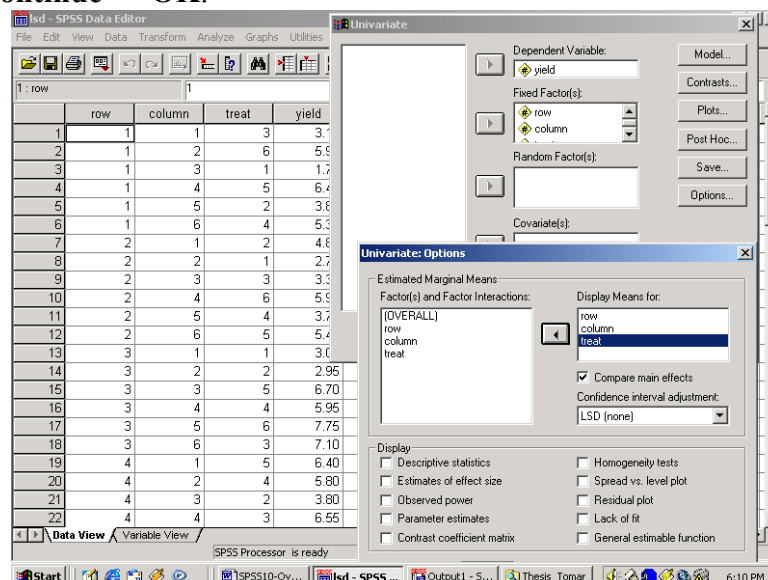 Continue OK.
lsd - SPSS Data Editor
File Edit View Data Transform Analyze Graphs Utilities
1 : row 1
row column treat yield
1 1 1 3
2 1 2 6
3 1 3 1
4 1 4 5
5 1 5 2
6 1 6 4
7 2 1 2
8 2 2 1
9 2 3 3
10 2 4 6
11 2 5 4
12 2 6 5
13 3 1 1
14 3 2 2 2.95
15 3 3 5 6.70
16 3 4 4 5.95
17 3 5 6 7.75
18 3 6 3 7.10
19 4 1 5 6.40
20 4 2 4 5.80
21 4 3 2 3.80
22 4 4 3 6.55
Data View Variable View
SPSS Processor is ready
Univariate
Dependent Variable:
yield
Fixed Factor(s):
row
column
Random Factor(s):
Covariate(s):
Model...
Contrasts...
Plots...
Post Hoc...
Save...
Options...
Univariate: Options
Estimated Marginal Means
Factor(s) and Factor Interactions:
(OVERALL)
row
column
treat
Display Means for:
row
column
treat
Compare main effects
Confidence interval adjustment:
LSD (none)
Display
Descriptive statistics
Estimates of effect size
Observed power
Parameter estimates
Contrast coefficient matrix
Homogeneity tests
Spread vs. level plot
Residual plot
Lack of fit
General estimable function
Start
SPSS10-Ov...
lsd - SPSS ...
Output1 - S...
Thesis_Tomar
6:10 PM